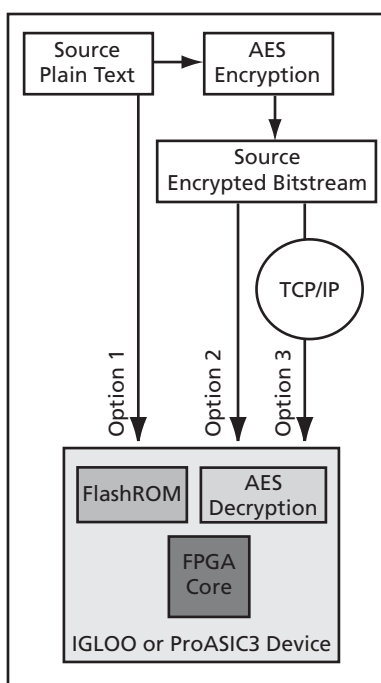 Source
Plain Text
AES
Encryption
Source
Encrypted Bitstream
TCP/IP
Option 1
Option 2
Option 3
FlashROM
AES
Decryption
FPGA
Core
IGLOO or ProASIC3 Device